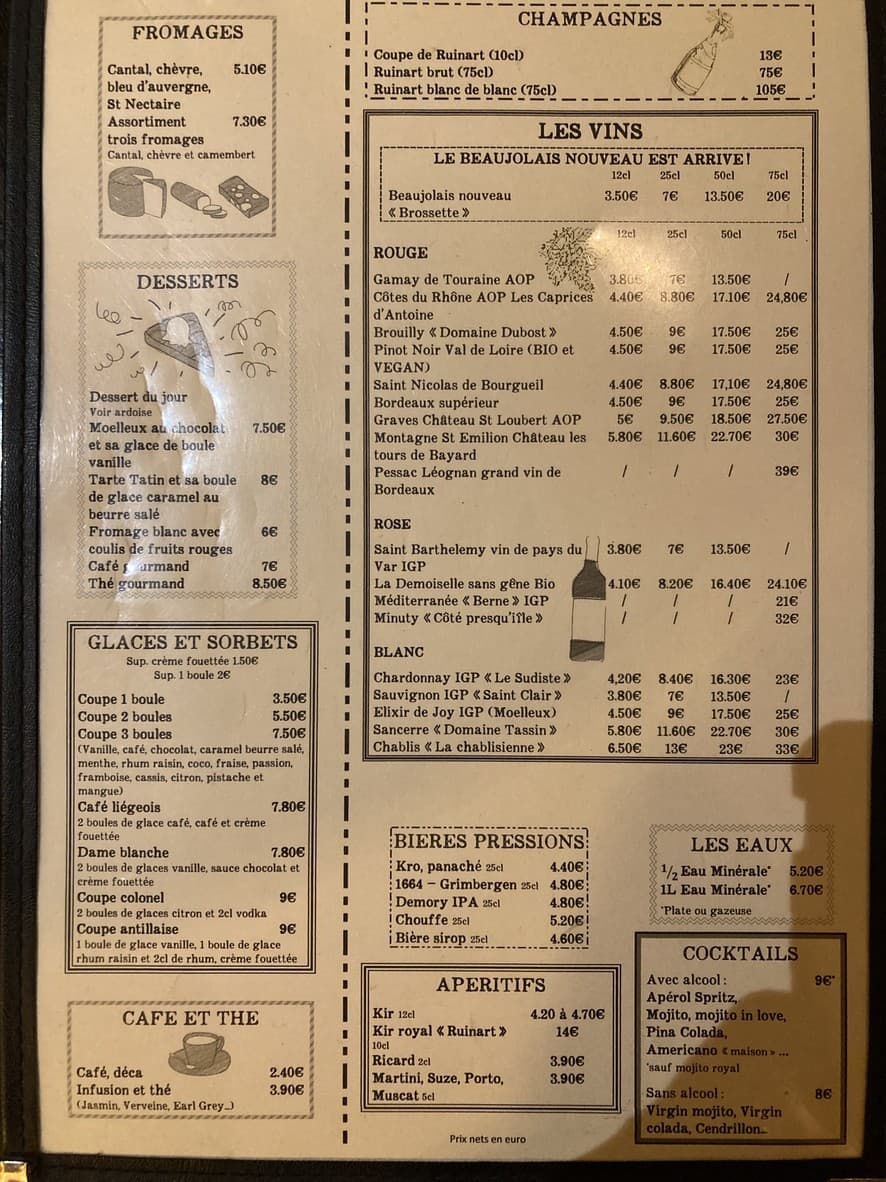 FROMAGES
Cantal, chèvre, 5.10€
bleu d'auvergne,
St Nectaire
Assortiment 7.30€
trois fromages
Cantal, chèvre et camembert
DESSERTS
Dessert du jour
Voir ardoise
Moelleux au chocolat 7.50€
et sa glace de boule
vanille
Tarte Tatin et sa boule 8€
de glace caramel au
beurre salé
Fromage blanc avec 6€
coulis de fruits rouges
Café gourmand 7€
Thé gourmand 8.50€
GLACES ET SORBETS
Sup. crème fouettée 1.50€
Sup. 1 boule 2€
Coupe 1 boule 3.50€
Coupe 2 boules 5.50€
Coupe 3 boules 7.50€
(Vanille, café, chocolat, caramel beurre salé,
menthe, rhum raisin, coco, fraise, passion,
framboise, cassis, citron, pistache et
mangue)
Café liégeois 7.80€
2 boules de glace café, café et crème
fouettée
Dame blanche 7.80€
2 boules de glaces vanille, sauce chocolat et
crème fouettée
Coupe colonel 9€
2 boules de glaces citron et 2cl vodka
Coupe antillaise 9€
1 boule de glace vanille, 1 boule de glace
rhum raisin et 2cl de rhum, crème fouettée
CAFE ET THE
Café, déca 2.40€
Infusion et thé 3.90€
(Jasmin, Verveine, Earl Grey...)
CHAMPAGNES
Coupe de Ruinart (10cl) 13€
Ruinart brut (75cl) 75€
Ruinart blanc de blanc (75cl) 105€
LES VINS
LE BEAUJOLAIS NOUVEAU EST ARRIVE!
12cl 25cl 50cl 75cl
Beaujolais nouveau 3.50€ 7€ 13.50€ 20€
« Brossette »
12cl 25cl 50cl 75cl
ROUGE
Gamay de Touraine AOP 3.80€ 7€ 13.50€ /
Côtes du Rhône AOP Les Caprices 4.40€ 8.80€ 17.10€ 24,80€
d'Antoine
Brouilly « Domaine Dubost » 4.50€ 9€ 17.50€ 25€
Pinot Noir Val de Loire (BIO et 4.50€ 9€ 17.50€ 25€
VEGAN)
Saint Nicolas de Bourgueil 4.40€ 8.80€ 17,10€ 24,80€
Bordeaux supérieur 4.50€ 9€ 17.50€ 25€
Graves Château St Loubert AOP 5€ 9.50€ 18.50€ 27.50€
Montagne St Emilion Château les 5.80€ 11.60€ 22.70€ 30€
tours de Bayard
Pessac Léognan grand vin de / / / 39€
Bordeaux
ROSE
Saint Barthelemy vin de pays du 3.80€ 7€ 13.50€ /
Var IGP
La Demoiselle sans gêne Bio 4.10€ 8.20€ 16.40€ 24.10€
Méditerranée « Berne » IGP / / / 21€
Minuty « Côté presqu'île » / / / 32€
BLANC
Chardonnay IGP « Le Sudiste » 4,20€ 8.40€ 16.30€ 23€
Sauvignon IGP « Saint Clair » 3.80€ 7€ 13.50€ /
Elixir de Joy IGP (Moelleux) 4.50€ 9€ 17.50€ 25€
Sancerre « Domaine Tassin » 5.80€ 11.60€ 22.70€ 30€
Chablis « La chablisienne » 6.50€ 13€ 23€ 33€
BIERES PRESSIONS
Kro, panaché 25cl 4.40€
1664 – Grimbergen 25cl 4.80€
Demory IPA 25cl 4.80€
Chouffe 25cl 5.20€
Bière sirop 25cl 4.60€
LES EAUX
½ Eau Minérale* 5.20€
1L Eau Minérale* 6.70€
*Plate ou gazeuse
APERITIFS
Kir 12cl 4.20 à 4.70€
Kir royal « Ruinart » 14€
10cl
Ricard 2cl 3.90€
Martini, Suze, Porto, 3.90€
Muscat 5cl
COCKTAILS
Avec alcool : 9€*
Apérol Spritz,
Mojito, mojito in love,
Pina Colada,
Americano « maison » ...
*sauf mojito royal
Sans alcool : 8€
Virgin mojito, Virgin
colada, Cendrillon...
Prix nets en euro